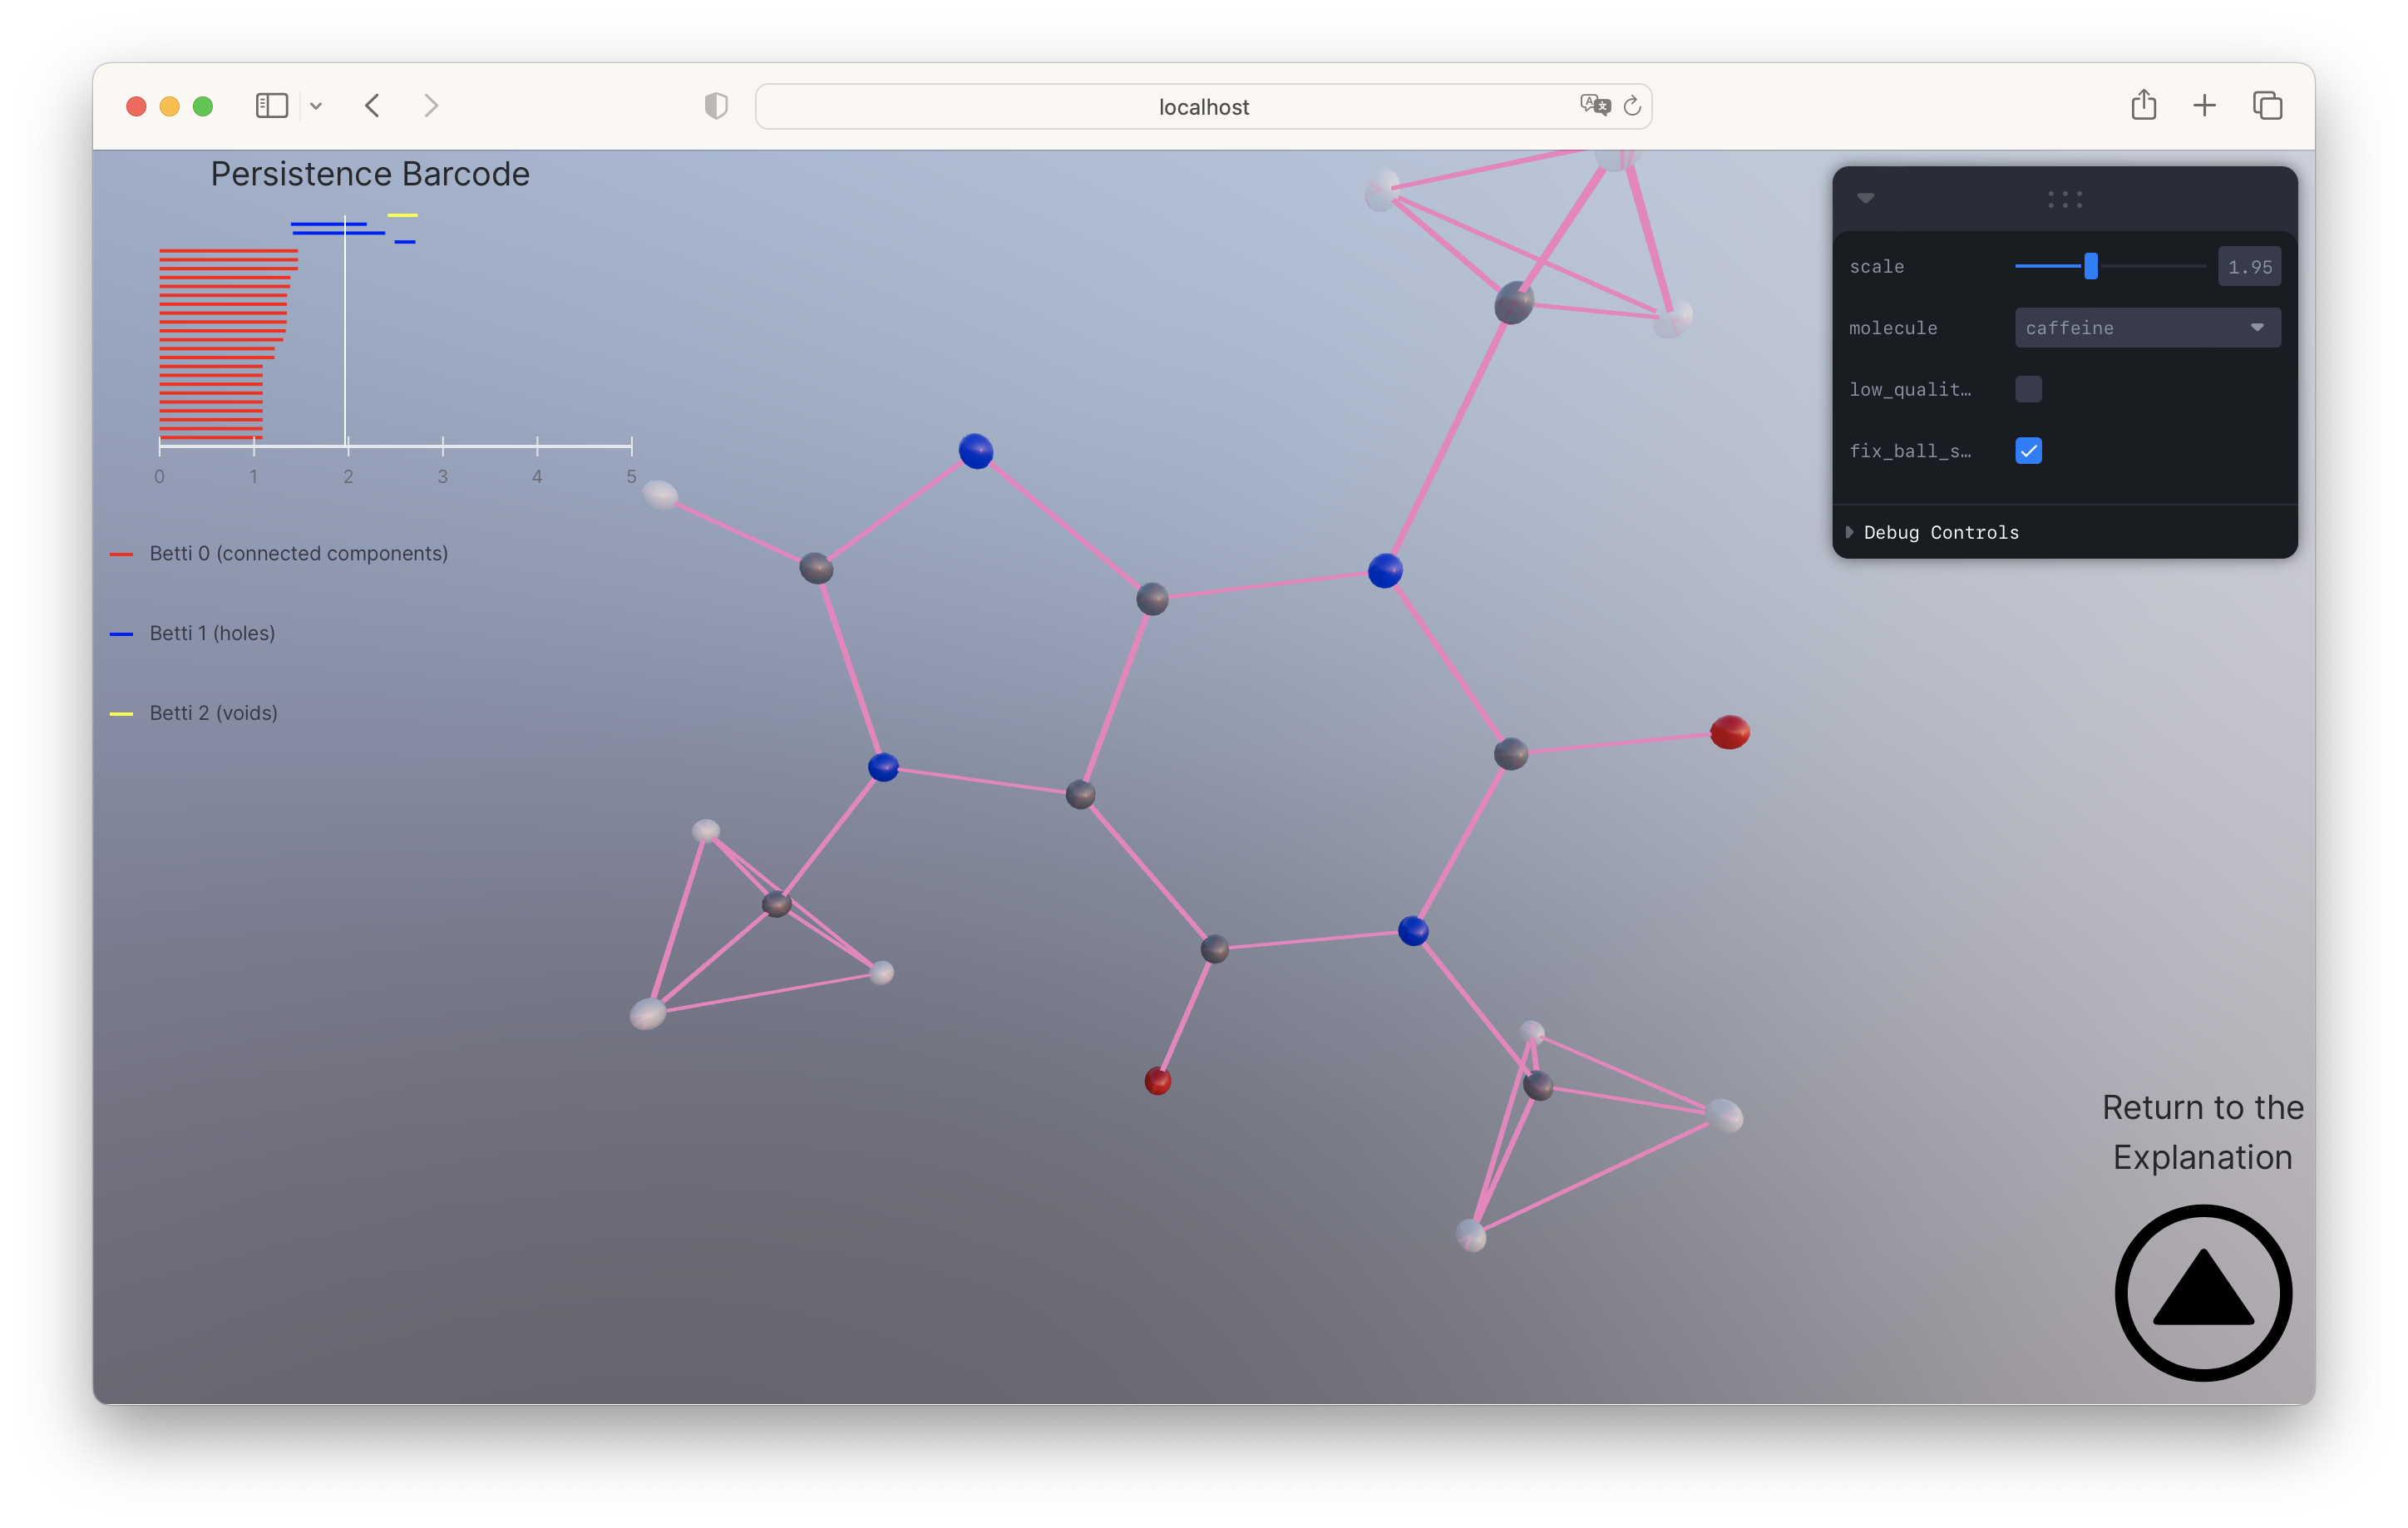 localhost
Persistence Barcode
0 1 2 3 4 5
Betti 0 (connected components)
Betti 1 (holes)
Betti 2 (voids)
scale 1.95
molecule caffeine
low_qualit…
fix_ball_s…
Debug Controls
Return to the
Explanation